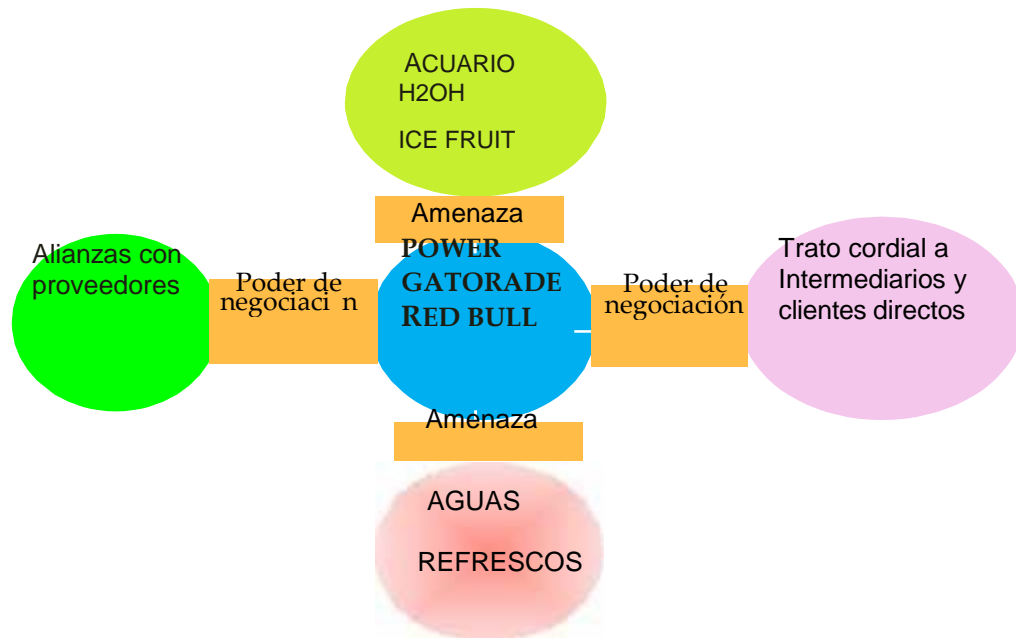 ACUARIO
H2OH
ICE FRUIT
Amenaza
Alianzas con
proveedores
Poder de
negociaci n
POWER
GATORADE
RED BULL
Poder de
negociación
Trato cordial a
Intermediarios y
clientes directos
Amenaza
AGUAS
REFRESCOS